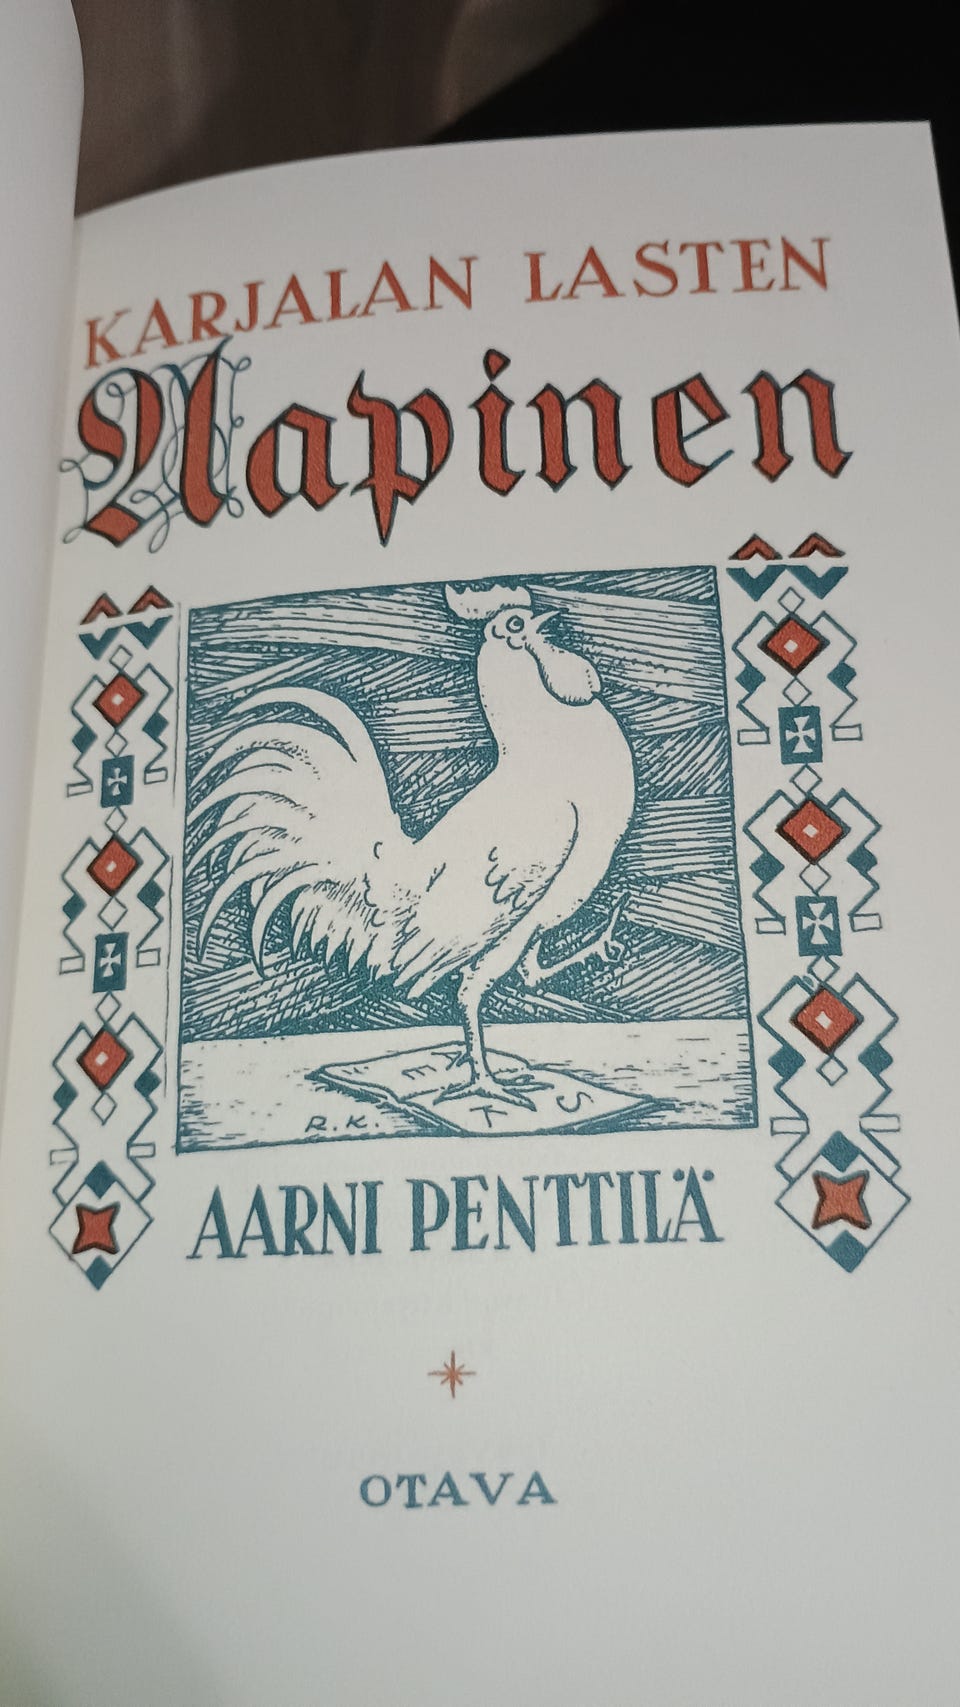 KARJALAN LASTEN
Aapinen
A
E
T
S
R.K.
AARNI PENTTILÄ
OTAVA